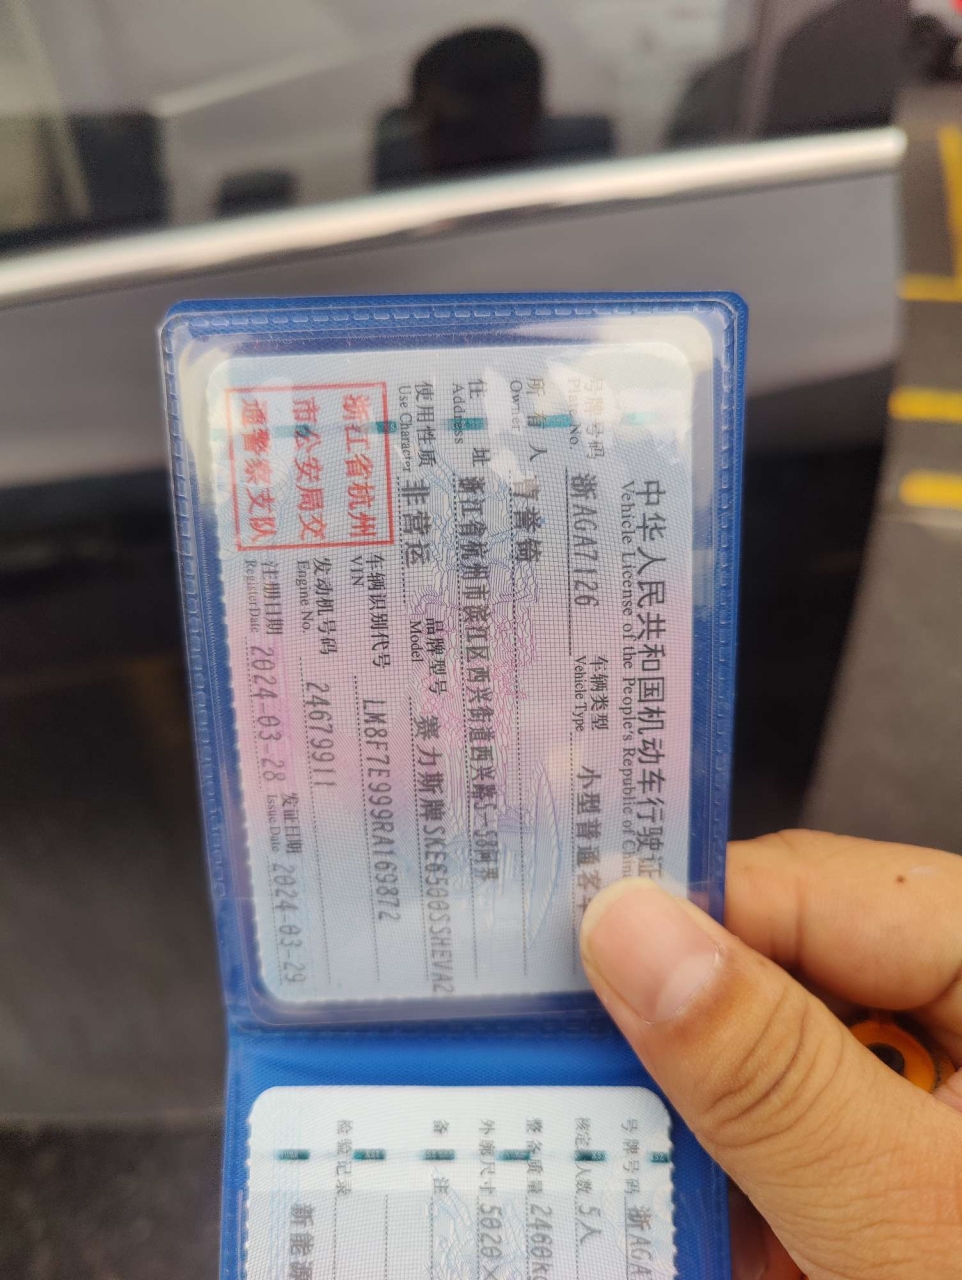 中华人民共和国机动车行驶证
Vehicle License of the People's Republic of China
号牌号码 浙AGA7126 车辆类型 小型普通客车
Plate No. Vehicle Type
所有人
Owner
住址 浙江省杭州市滨江区西兴街道西兴路
Address
使用性质 非营运 品牌型号 赛力斯牌SKE6500SSHEVA2
Use Character Model
浙江省杭州
市公安局交
通警察支队
车辆识别代号 LM8F7E999RA169872
VIN
发动机号码 24679911
Engine No.
注册日期 2024-03-28 发证日期 2024-03-29
Register Date Issue Date
号牌号码 浙AGA
核定人数 5人
整备质量 2460kg
外廓尺寸 5020×
备注
检验记录
新能源